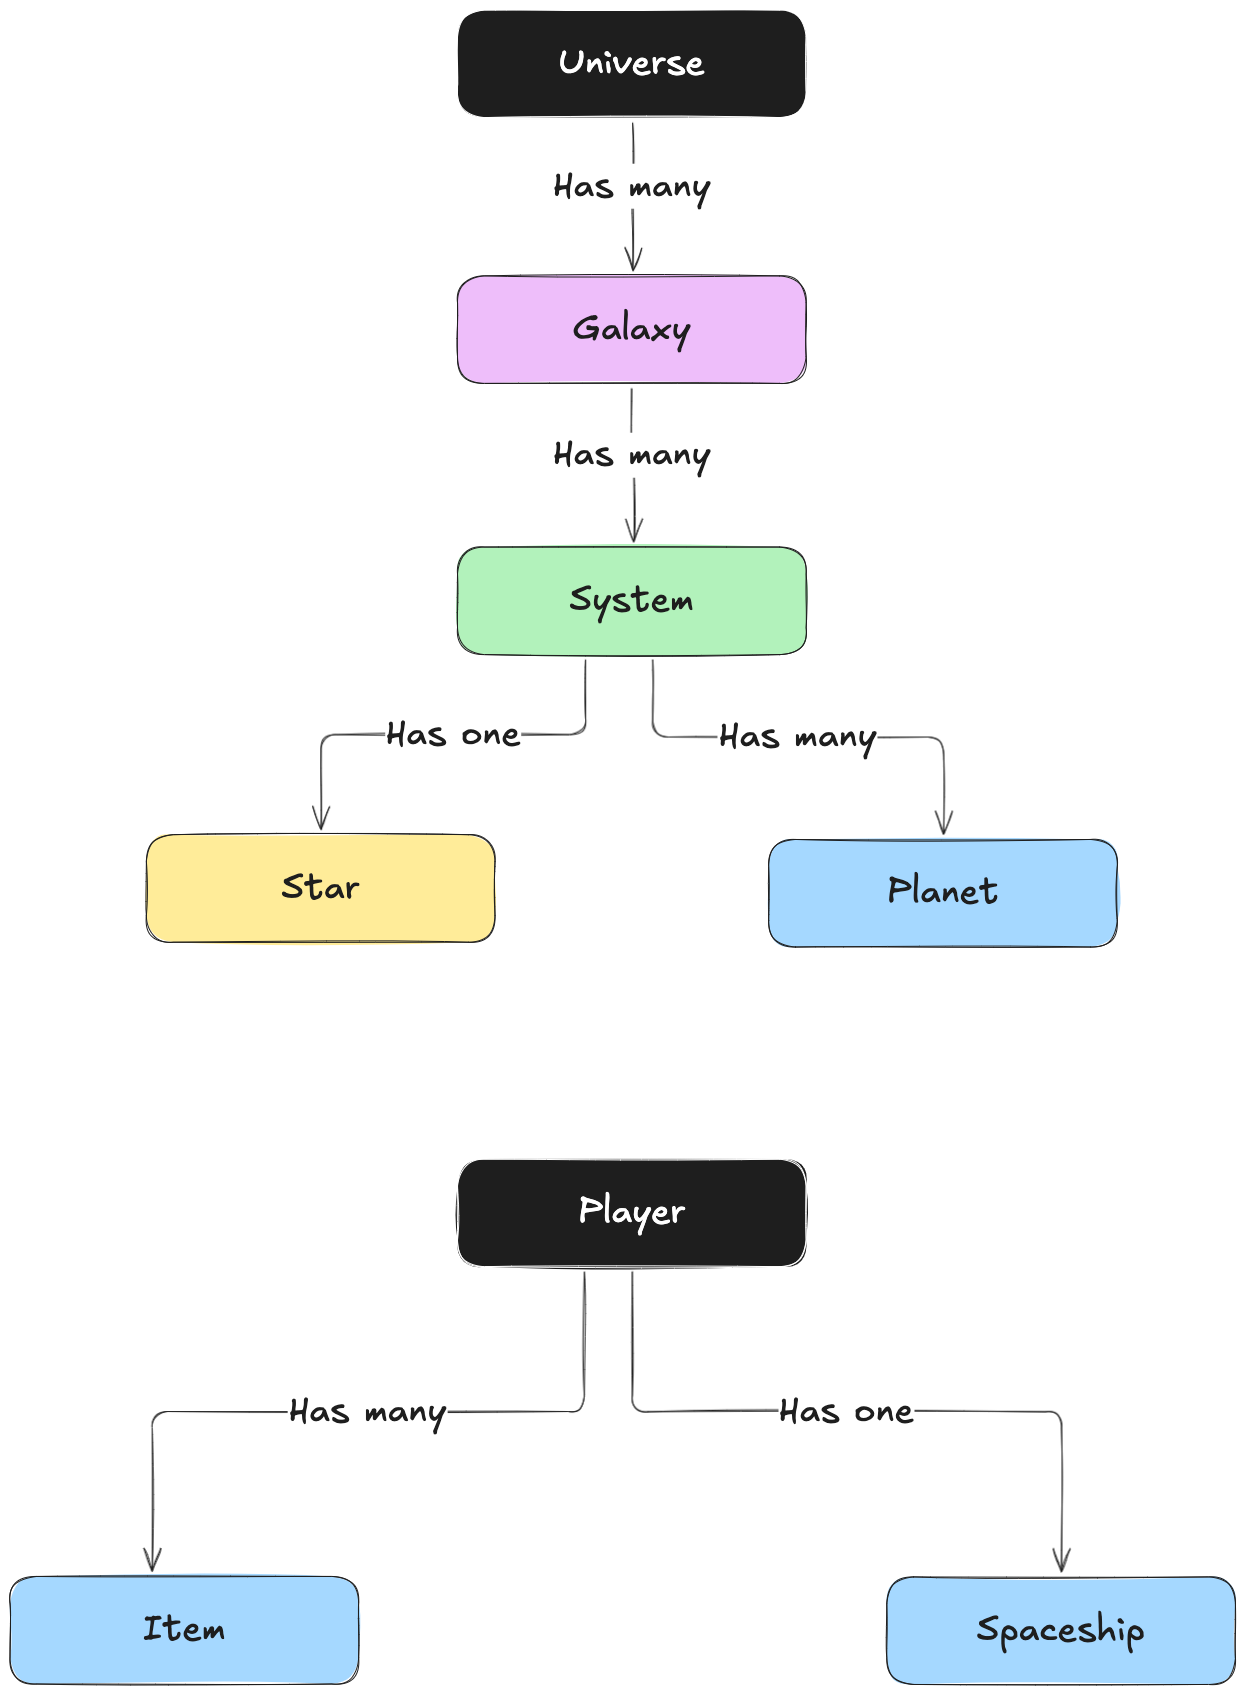 Universe
Has many
Galaxy
Has many
System
Has one
Has many
Star
Planet
Player
Has many
Has one
Item
Spaceship